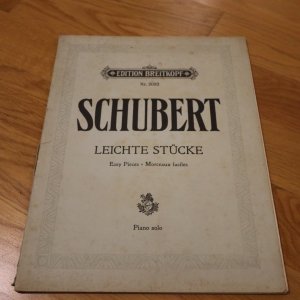 EDITION BREITKOPF
SCHUBERT
LEICHTE STÜCKE
Easy Pieces · Morceaux faciles
Piano solo